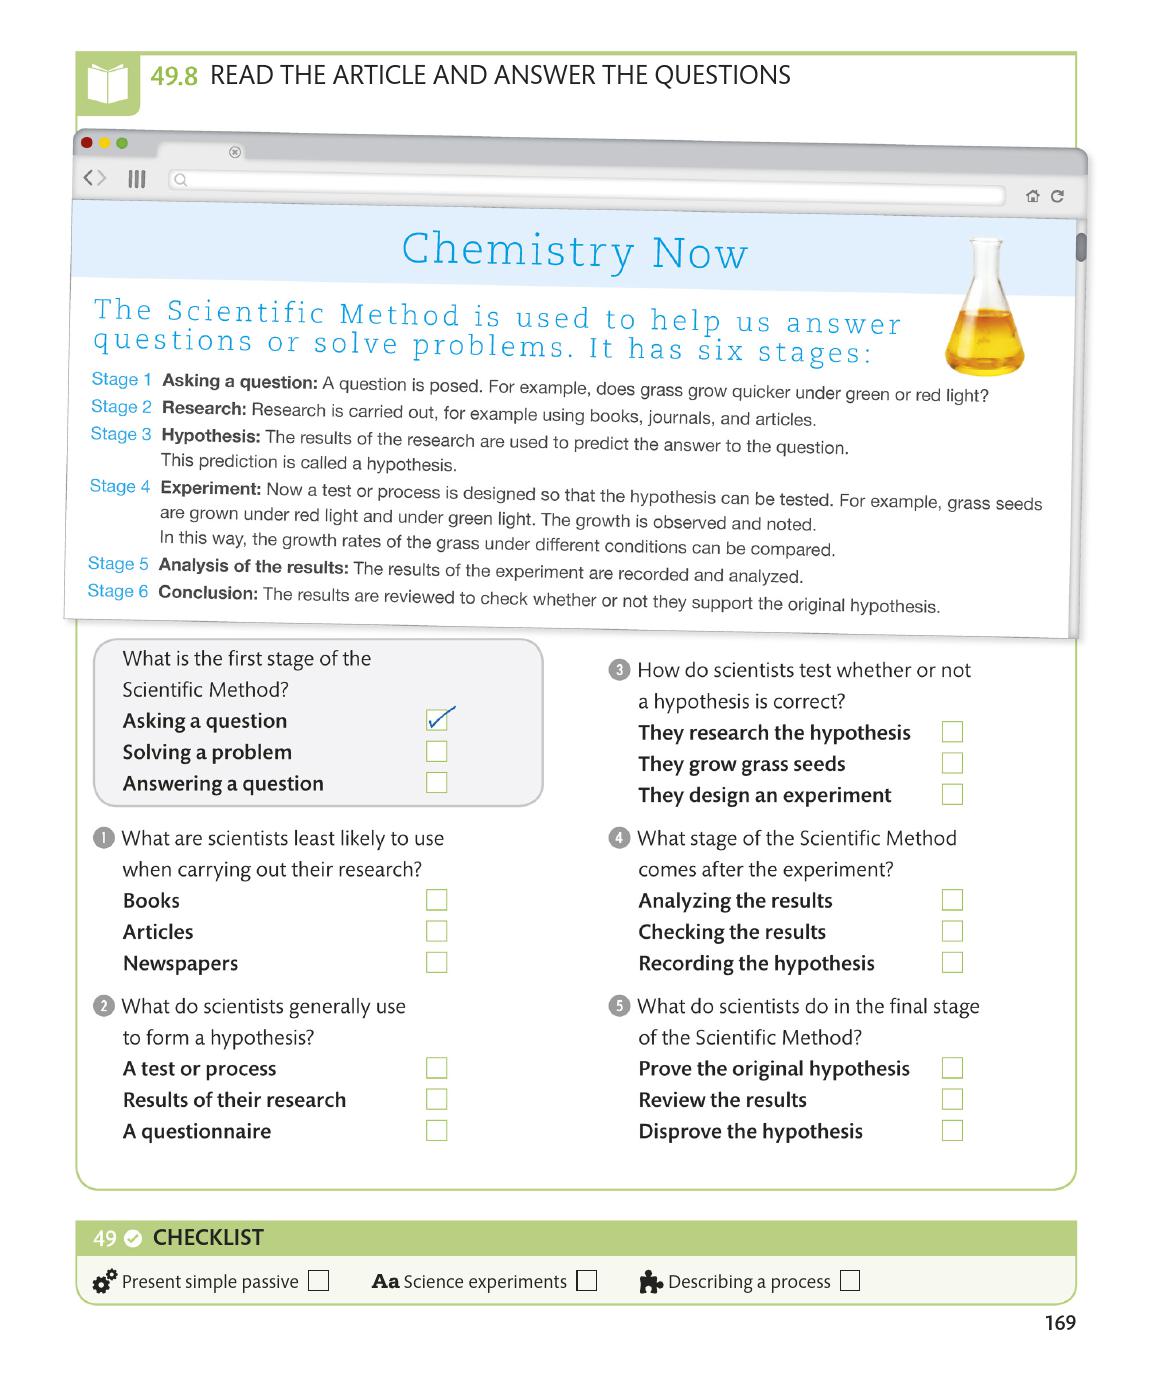 49.8 READ THE ARTICLE AND ANSWER THE QUESTIONS
Chemistry Now
The Scientific Method is used to help us answer
questions or solve problems. It has six stages:
Stage 1 Asking a question: A question is posed. For example, does grass grow quicker under green or red light?
Stage 2 Research: Research is carried out, for example using books, journals, and articles.
Stage 3 Hypothesis: The results of the research are used to predict the answer to the question.
This prediction is called a hypothesis.
Stage 4 Experiment: Now a test or process is designed so that the hypothesis can be tested. For example, grass seeds
are grown under red light and under green light. The growth is observed and noted.
In this way, the growth rates of the grass under different conditions can be compared.
Stage 5 Analysis of the results: The results of the experiment are recorded and analyzed.
Stage 6 Conclusion: The results are reviewed to check whether or not they support the original hypothesis.
What is the first stage of the
Scientific Method?
Asking a question
Solving a problem
Answering a question
1 What are scientists least likely to use
when carrying out their research?
Books
Articles
Newspapers
2 What do scientists generally use
to form a hypothesis?
A test or process
Results of their research
A questionnaire
3 How do scientists test whether or not
a hypothesis is correct?
They research the hypothesis
They grow grass seeds
They design an experiment
4 What stage of the Scientific Method
comes after the experiment?
Analyzing the results
Checking the results
Recording the hypothesis
5 What do scientists do in the final stage
of the Scientific Method?
Prove the original hypothesis
Review the results
Disprove the hypothesis
49 CHECKLIST
Present simple passive Aa Science experiments Describing a process
169